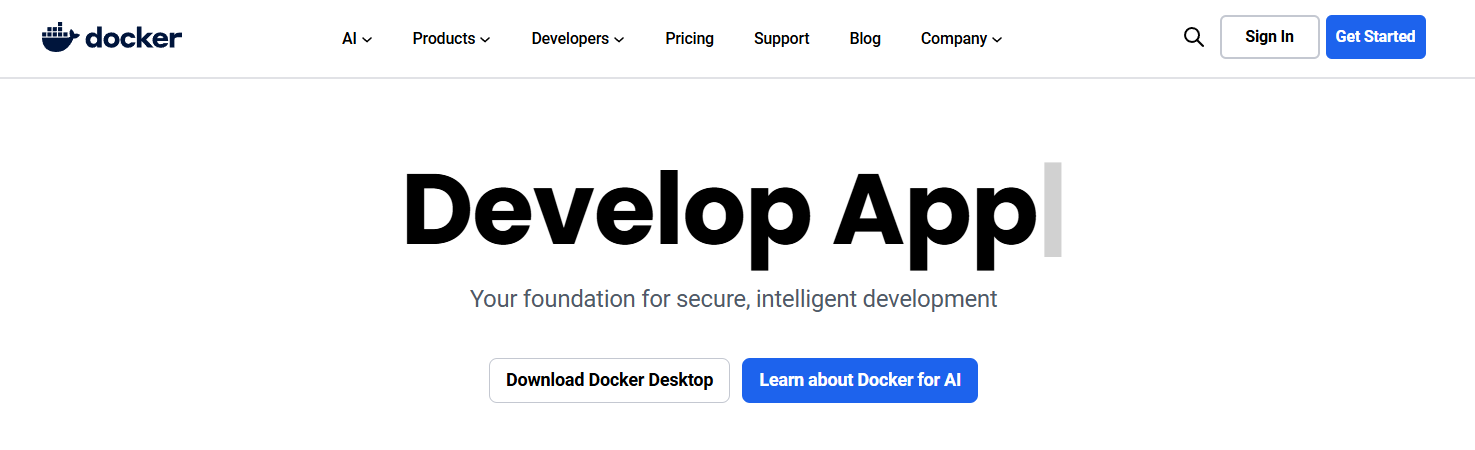 docker AI Products Developers Pricing Support Blog Company Sign In Get Started
Develop App
Your foundation for secure, intelligent development
Download Docker Desktop Learn about Docker for AI